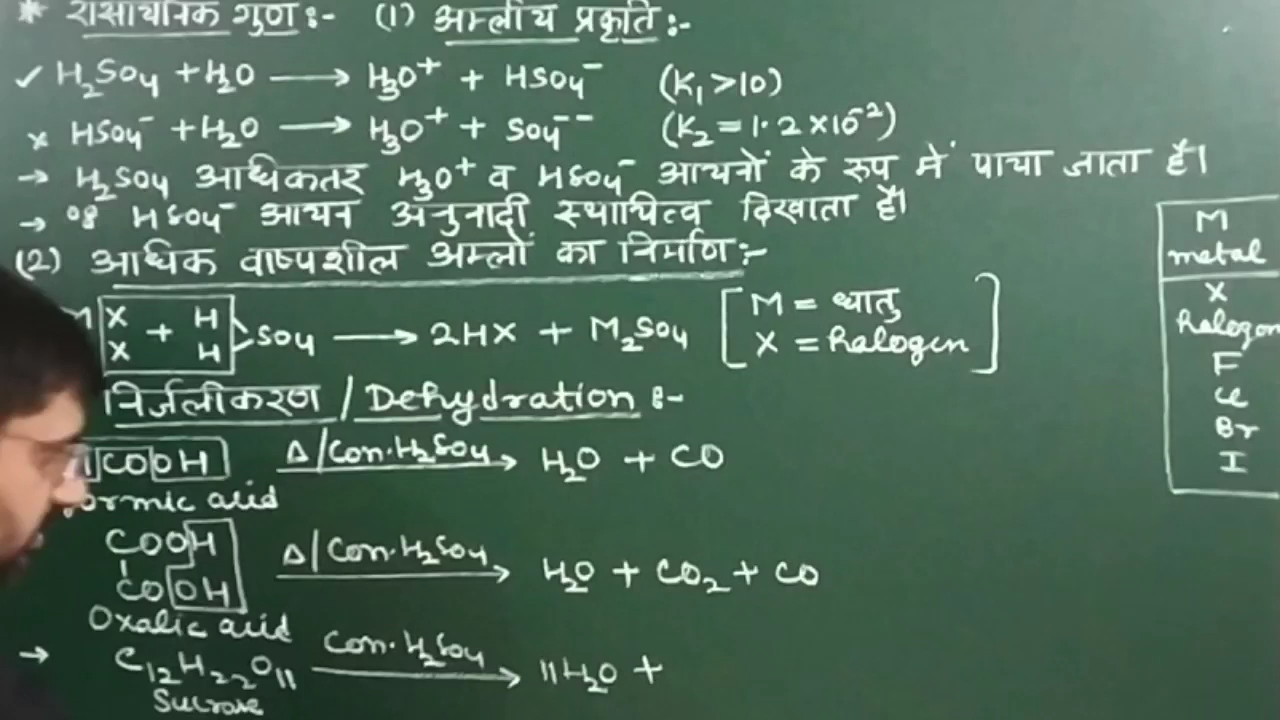 * रासायनिक गुण :- (1) अम्लीय प्रकृति :-
✓ H₂SO₄ + H₂O ⟶ H₃O⁺ + HSO₄⁻ (K₁ >10)
× HSO₄⁻ + H₂O ⟶ H₃O⁺ + SO₄⁻⁻ (K₂ = 1.2 × 10⁻²)
→ H₂SO₄ अधिकतर H₃O⁺ व HSO₄⁻ आयनों के रुप में पाया जाता है।
→ HSO₄⁻ आयन अनुनादी स्थायित्व दिखाता है।
(2) अधिक वाष्पशील अम्लों का निर्माण :-
M X + H
X H SO₄ ⟶ 2HX + M₂SO₄ [M = धातु
X = halogen]
निर्जलीकरण / Dehydration :-
COOH Δ/Con. H₂SO₄ ⟶ H₂O + CO
formic acid
COOH
COOH Δ/Con. H₂SO₄ ⟶ H₂O + CO₂ + CO
Oxalic acid
→ C₁₂H₂₂O₁₁ Con. H₂SO₄ ⟶ 11H₂O +
Sucrose
M
metal
X
halogen
F
Cl
Br
I